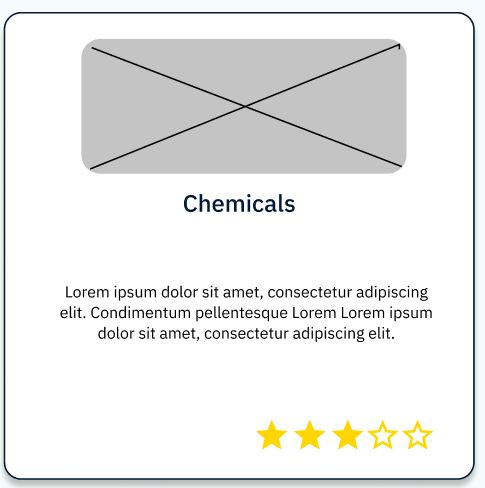 Chemicals
Lorem ipsum dolor sit amet, consectetur adipiscing
elit. Condimentum pellentesque Lorem Lorem ipsum
dolor sit amet, consectetur adipiscing elit.